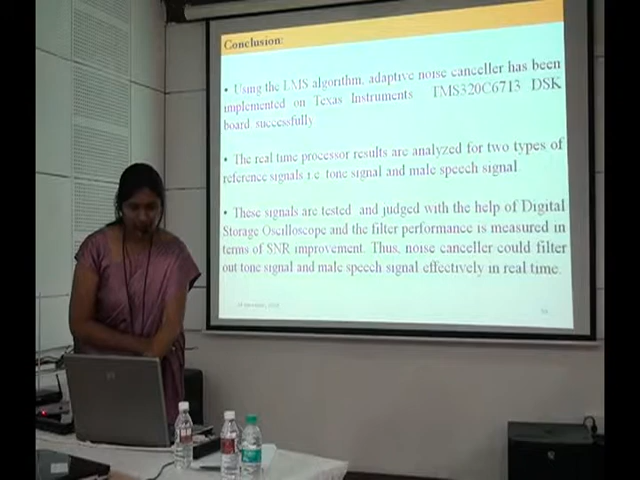 Conclusion:
• Using the LMS algorithm, adaptive noise canceller has been
implemented on Texas Instruments TMS320C6713 DSK
board successfully
• The real time processor results are analyzed for two types of
reference signals i.e. tone signal and male speech signal.
• These signals are tested and judged with the help of Digital
Storage Oscilloscope and the filter performance is measured in
terms of SNR improvement. Thus, noise canceller could filter
out tone signal and male speech signal effectively in real time.